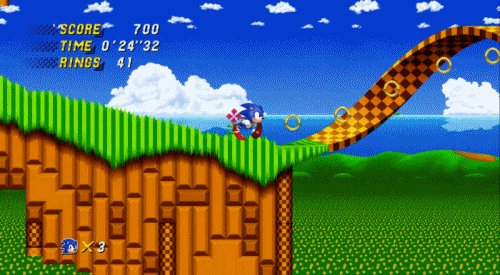 SCORE 700
TIME 0'24"32
RINGS 41
× 3